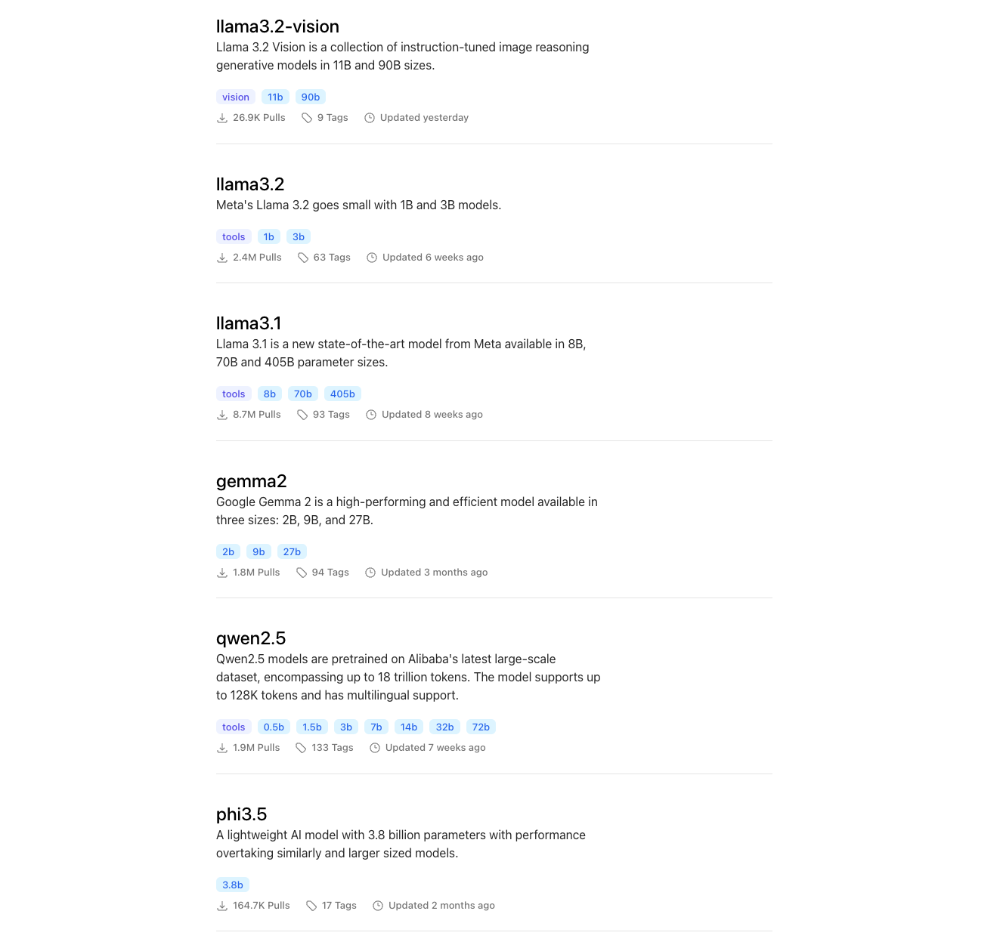 llama3.2-vision
Llama 3.2 Vision is a collection of instruction-tuned image reasoning
generative models in 11B and 90B sizes.
vision 11b 90b
26.9K Pulls 9 Tags Updated yesterday
llama3.2
Meta's Llama 3.2 goes small with 1B and 3B models.
tools 1b 3b
2.4M Pulls 63 Tags Updated 6 weeks ago
llama3.1
Llama 3.1 is a new state-of-the-art model from Meta available in 8B,
70B and 405B parameter sizes.
tools 8b 70b 405b
8.7M Pulls 93 Tags Updated 8 weeks ago
gemma2
Google Gemma 2 is a high-performing and efficient model available in
three sizes: 2B, 9B, and 27B.
2b 9b 27b
1.8M Pulls 94 Tags Updated 3 months ago
qwen2.5
Qwen2.5 models are pretrained on Alibaba's latest large-scale
dataset, encompassing up to 18 trillion tokens. The model supports up
to 128K tokens and has multilingual support.
tools 0.5b 1.5b 3b 7b 14b 32b 72b
1.9M Pulls 133 Tags Updated 7 weeks ago
phi3.5
A lightweight AI model with 3.8 billion parameters with performance
overtaking similarly and larger sized models.
3.8b
164.7K Pulls 17 Tags Updated 2 months ago